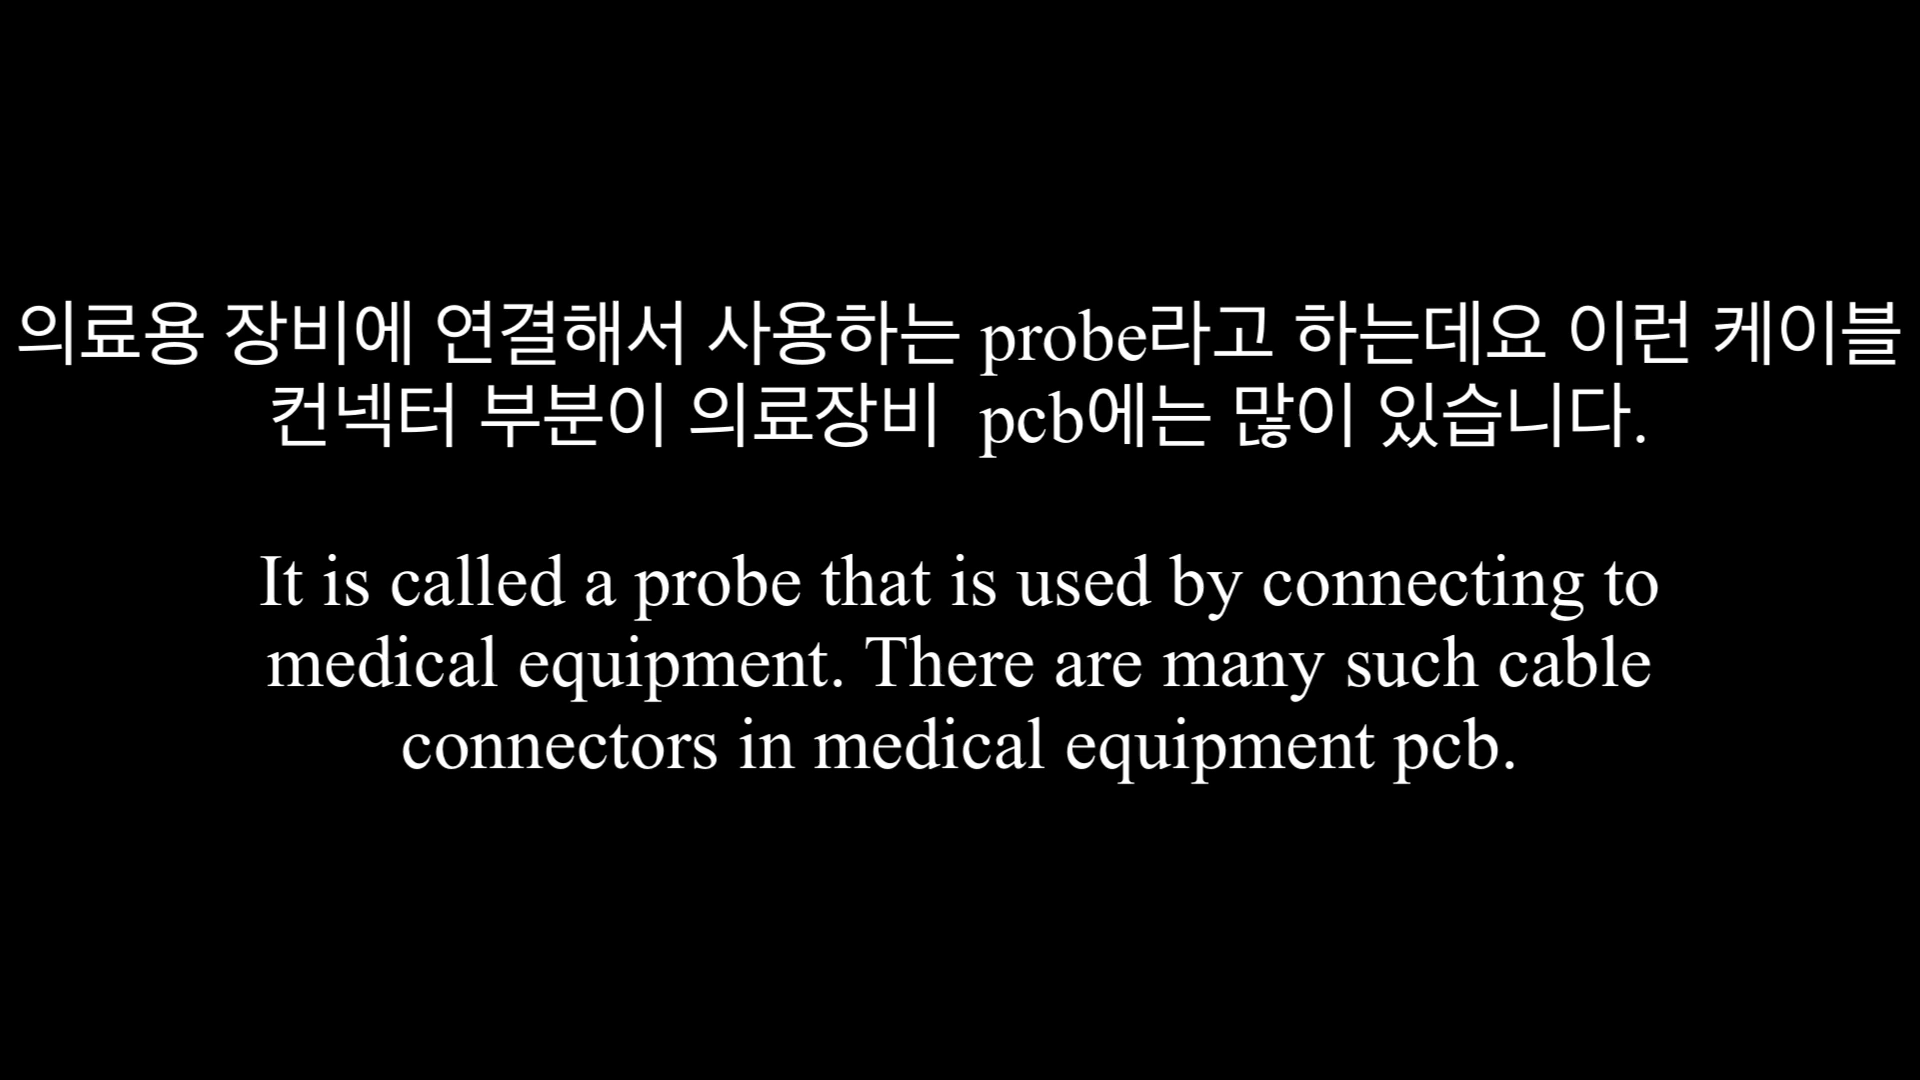 의료용 장비에 연결해서 사용하는 probe라고 하는데요 이런 케이블
컨넥터 부분이 의료장비  pcb에는 많이 있습니다.
It is called a probe that is used by connecting to
medical equipment. There are many such cable
connectors in medical equipment pcb.